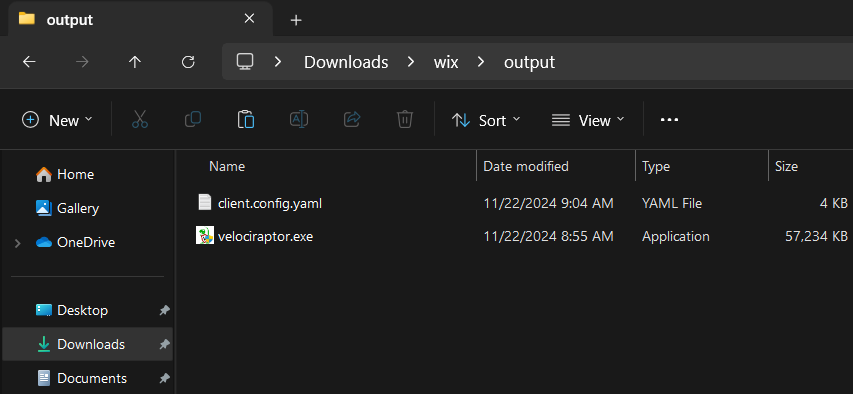 output
Downloads wix output
New Sort View
Name Date modified Type Size
Home
Gallery
OneDrive
client.config.yaml 11/22/2024 9:04 AM YAML File 4 KB
velociraptor.exe 11/22/2024 8:55 AM Application 57,234 KB
Desktop
Downloads
Documents